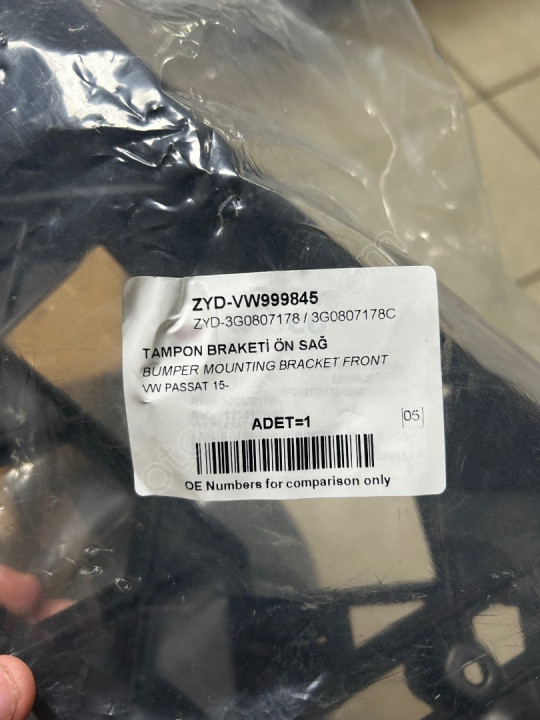 ZYD-VW999845
ZYD-3G0807178 / 3G0807178C
TAMPON BRAKETİ ÖN SAĞ
BUMPER MOUNTING BRACKET FRONT
VW PASSAT 15-
ADET=1
05
OE Numbers for comparison only